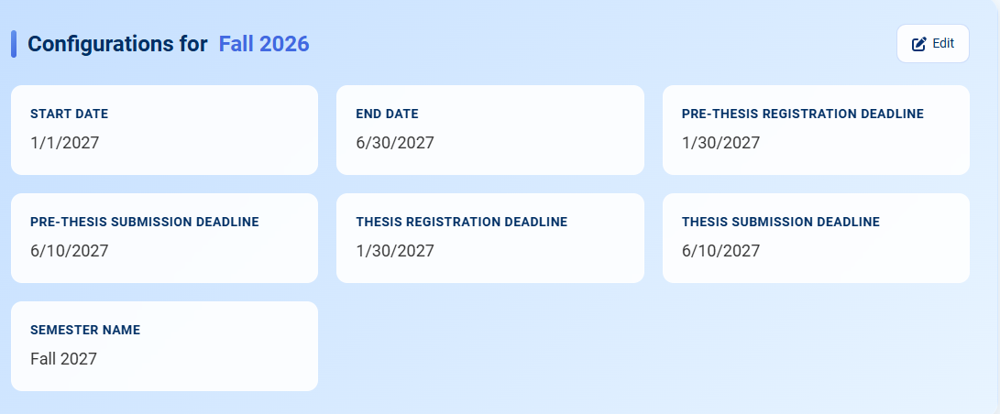 Configurations for Fall 2026
Edit
START DATE
1/1/2027
END DATE
6/30/2027
PRE-THESIS REGISTRATION DEADLINE
1/30/2027
PRE-THESIS SUBMISSION DEADLINE
6/10/2027
THESIS REGISTRATION DEADLINE
1/30/2027
THESIS SUBMISSION DEADLINE
6/10/2027
SEMESTER NAME
Fall 2027